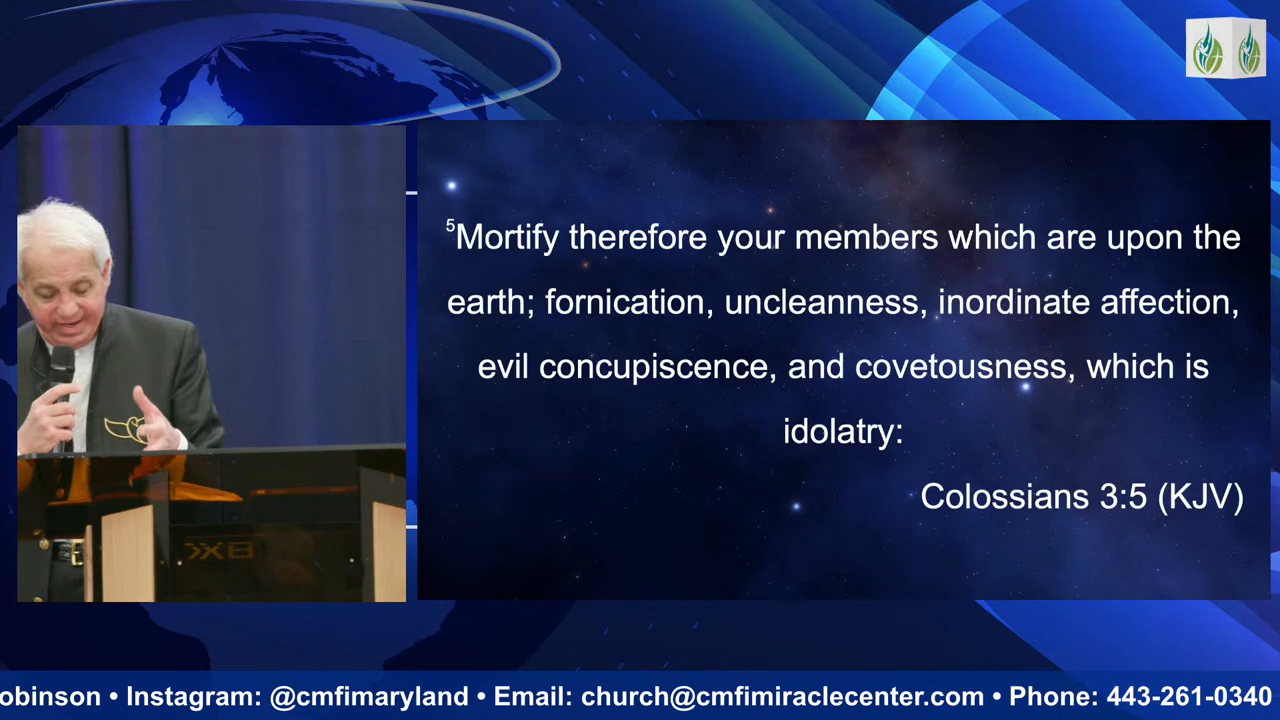 ⁵Mortify therefore your members which are upon the
earth; fornication, uncleanness, inordinate affection,
evil concupiscence, and covetousness, which is
idolatry:
Colossians 3:5 (KJV)
obinson • Instagram: @cmfimaryland • Email: church@cmfimiraclecenter.com • Phone: 443-261-0340